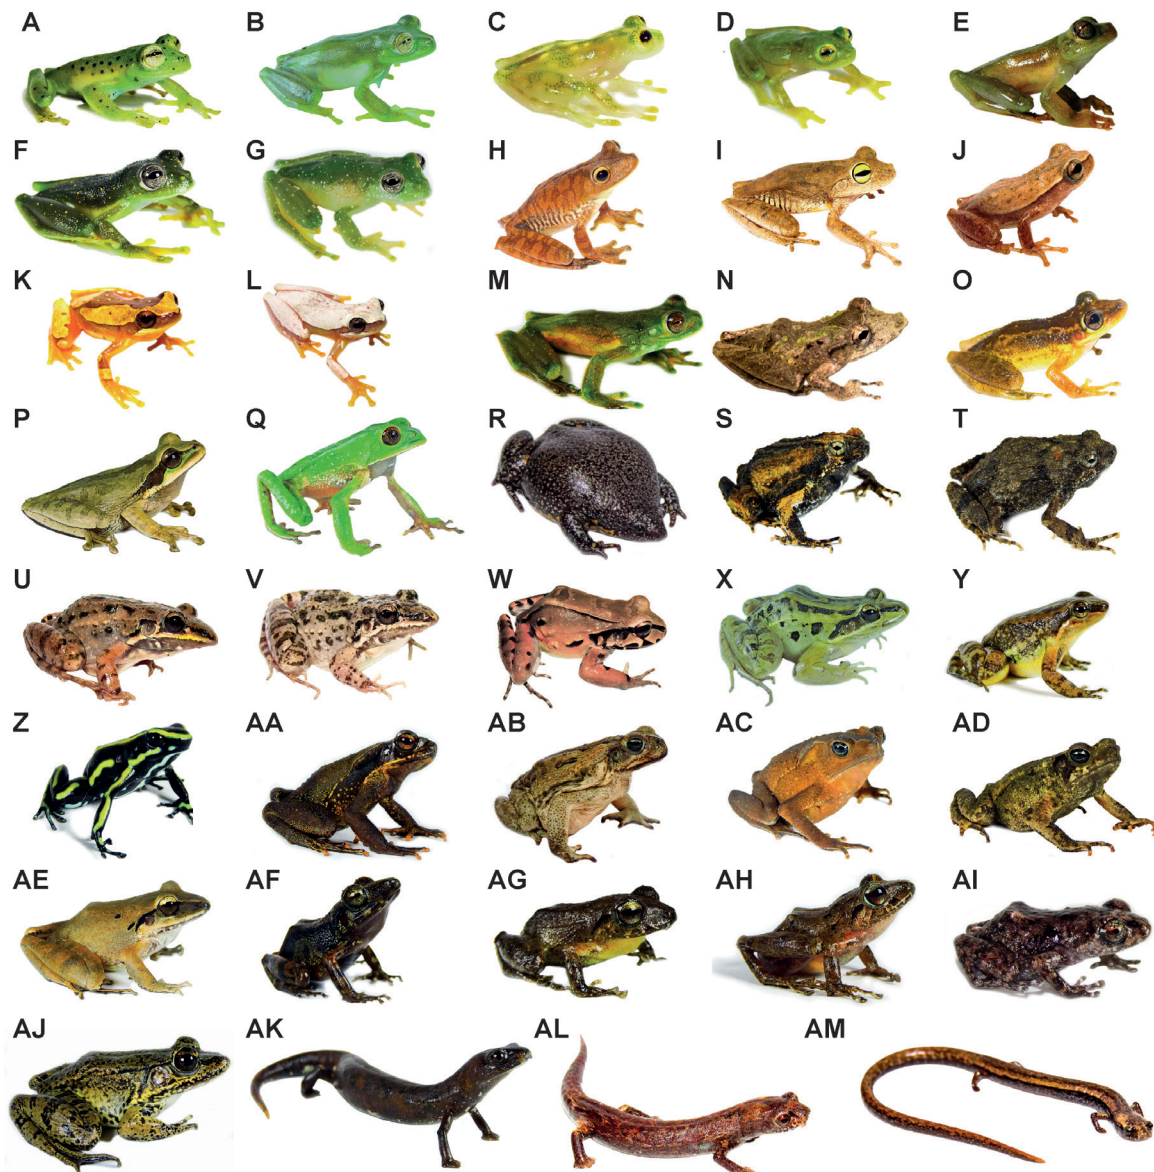 A B C D E
F G H I J
K L M N O
P Q R S T
U V W X Y
Z AA AB AC AD
AE AF AG AH AI
AJ AK AL AM